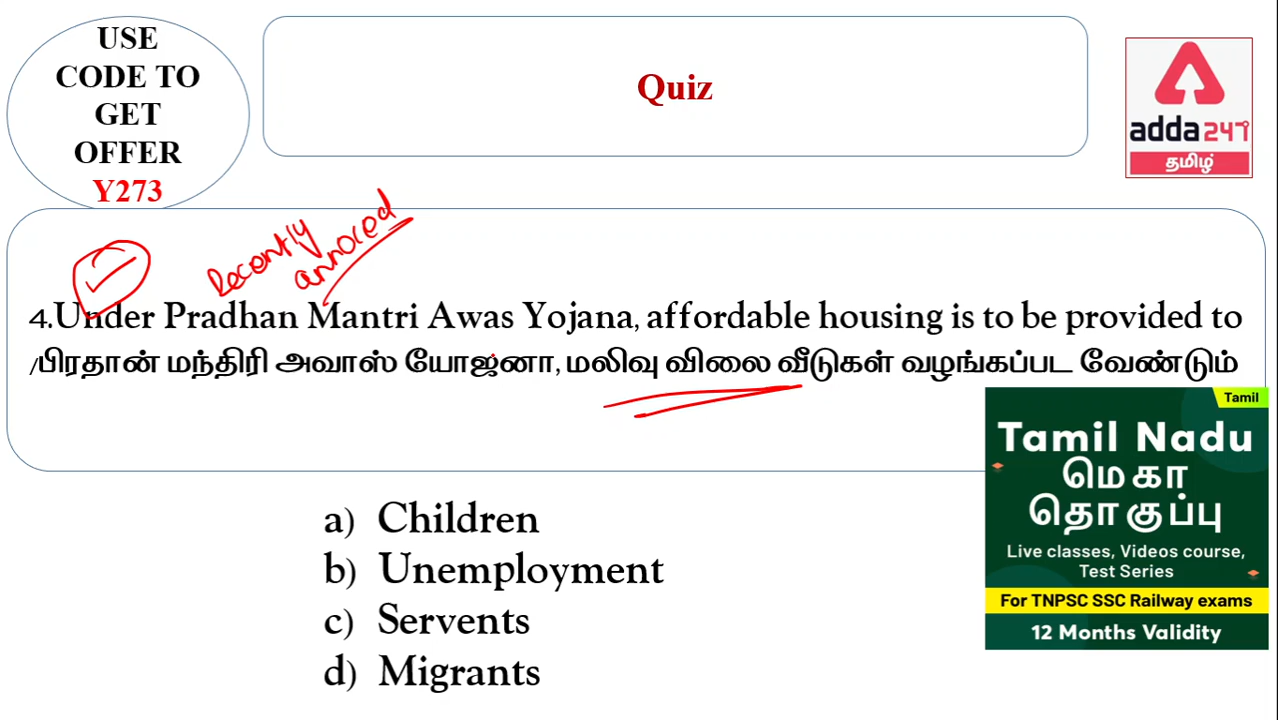 USE
CODE TO
GET
OFFER
Y273
Quiz
adda247
தமிழ்
Recently
annoced
4.Under Pradhan Mantri Awas Yojana, affordable housing is to be provided to
/பிரதான் மந்திரி அவாஸ் யோஜனா, மலிவு விலை வீடுகள் வழங்கப்பட வேண்டும்
a) Children
b) Unemployment
c) Servents
d) Migrants
Tamil
Tamil Nadu
மெகா
தொகுப்பு
Live classes, Videos course,
Test Series
For TNPSC SSC Railway exams
12 Months Validity